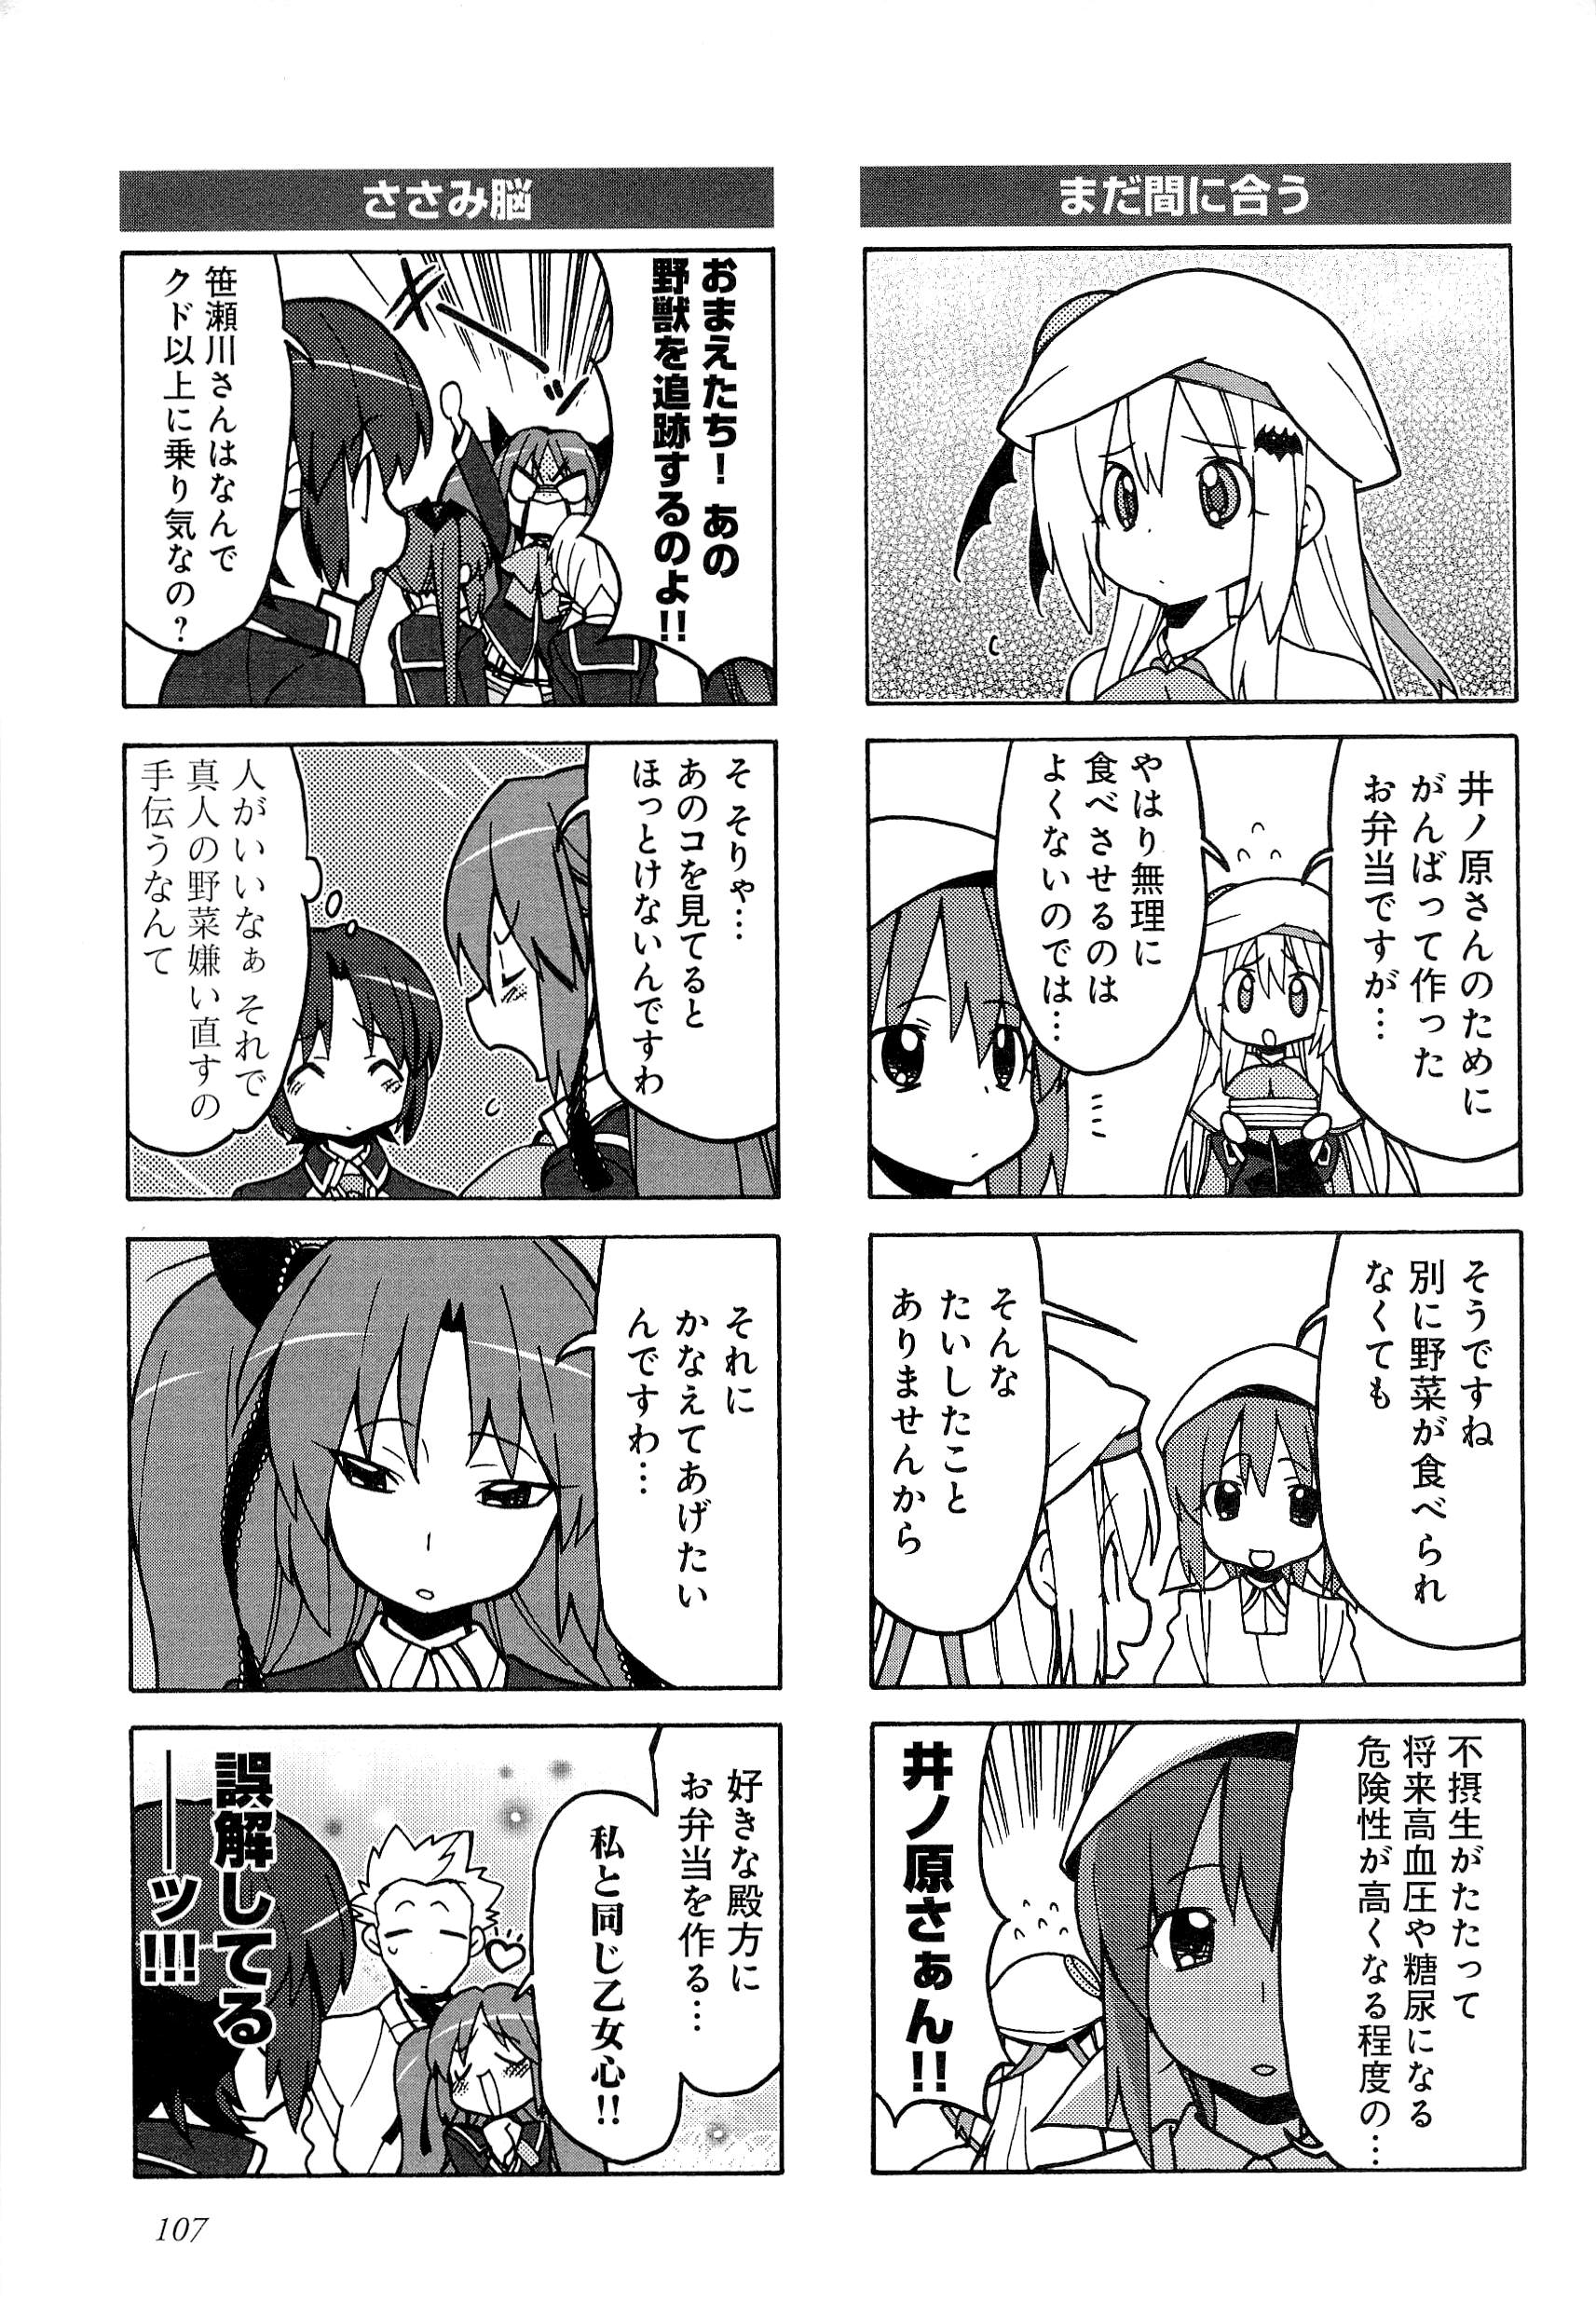 まだ間に合う
井ノ原さんのために
がんばって作った
お弁当ですが…
やはり無理に
食べさせるのは
よくないのでは…
そうですね
別に野菜が食べられ
なくても
そんな
たいしたこと
ありませんから
不摂生がたたって
将来高血圧や糖尿になる
危険性が高くなる程度の…
井ノ原さぁん!!
ささみ脳
おまえたち! あの
野獣を追跡するのよ!!
笹瀬川さんはなんで
クド以上に乗り気なの?
そ そりゃ…
あのコを見てると
ほっとけないんですわ
人がいいなぁ それで
真人の野菜嫌い直すの
手伝うなんて
それに
かなえてあげたい
んですわ…
好きな殿方に
お弁当を作る…
私と同じ乙女心!!
誤解してる
――ッ!!!
107